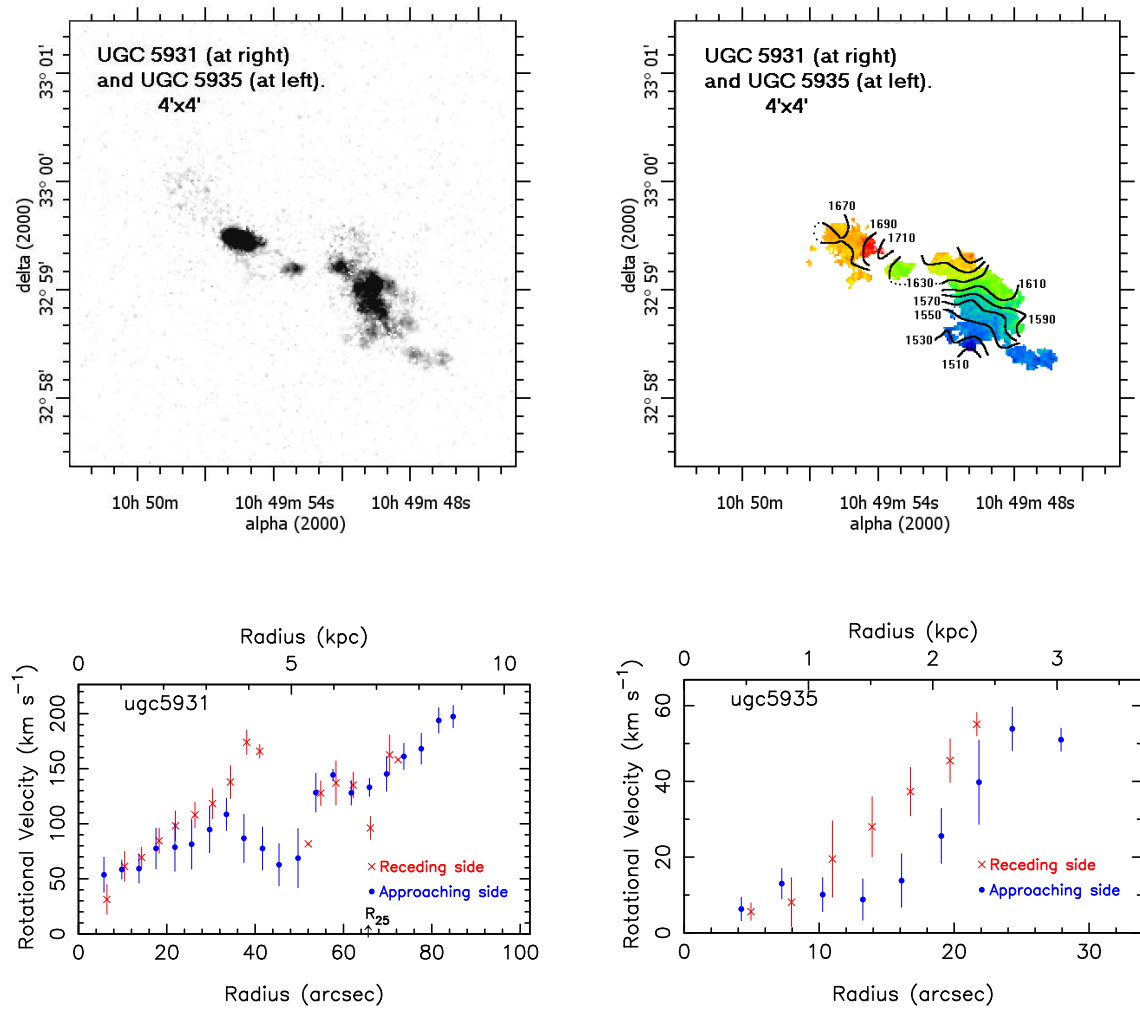 UGC 5931 (at right)
and UGC 5935 (at left).
4'x4'
33° 01'
33° 00'
32° 59'
32° 58'
delta (2000)
10h 50m
10h 49m 54s
10h 49m 48s
alpha (2000)
UGC 5931 (at right)
and UGC 5935 (at left).
4'x4'
33° 01'
33° 00'
32° 59'
32° 58'
delta (2000)
1670
1690
1710
1630
1610
1570
1550
1590
1530
1510
10h 50m
10h 49m 54s
10h 49m 48s
alpha (2000)
Radius (kpc)
0 5 10
ugc5931
Rotational Velocity (km s⁻¹)
200
150
100
50
0
× Receding side
• Approaching side
R₂₅
0 20 40 60 80 100
Radius (arcsec)
Radius (kpc)
0 1 2 3
ugc5935
Rotational Velocity (km s⁻¹)
60
40
20
0
× Receding side
• Approaching side
0 10 20 30
Radius (arcsec)